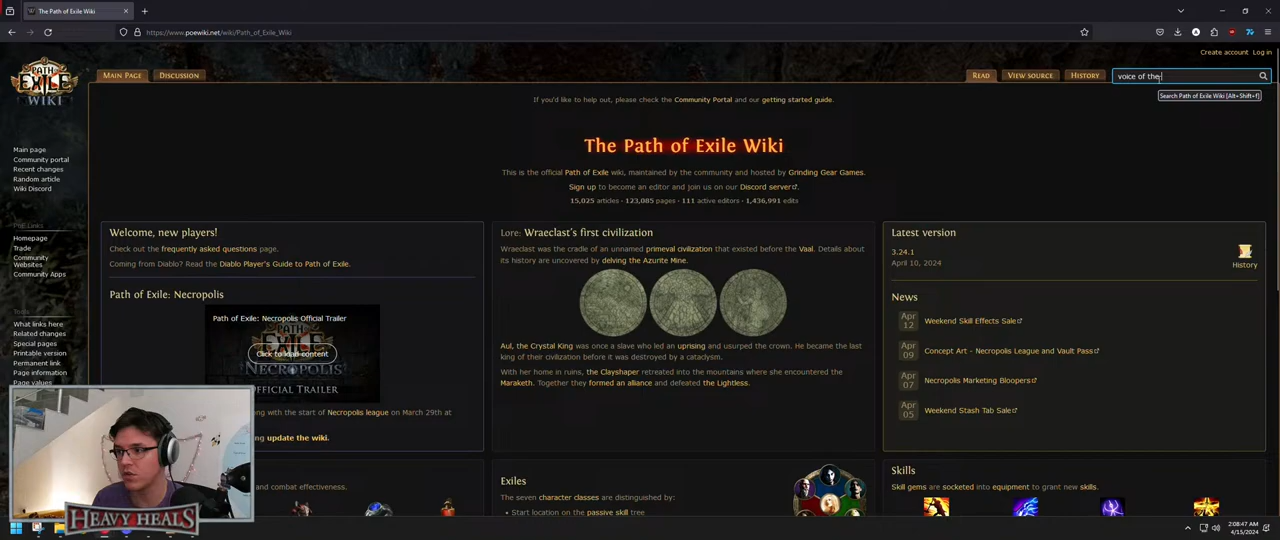 The Path of Exile Wiki
https://www.poewiki.net/wiki/Path_of_Exile_Wiki
Create account Log in
PATH OF EXILE WIKI
MAIN PAGE DISCUSSION READ VIEW SOURCE HISTORY voice of the
Search Path of Exile Wiki [Alt+Shift+f]
If you'd like to help out, please check the Community Portal and our getting started guide.
The Path of Exile Wiki
This is the official Path of Exile wiki, maintained by the community and hosted by Grinding Gear Games.
Sign up to become an editor and join us on our Discord server.
15,025 articles • 123,085 pages • 111 active editors • 1,436,991 edits
Main page
Community portal
Recent changes
Random article
Wiki Discord
PoE Links
Homepage
Trade
Community
Websites
Community Apps
Tools
What links here
Related changes
Special pages
Printable version
Permanent link
Page information
Page values
Welcome, new players!
Check out the frequently asked questions page.
Coming from Diablo? Read the Diablo Player's Guide to Path of Exile.
Path of Exile: Necropolis
Path of Exile: Necropolis Official Trailer
Click to load content
NECROPOLIS
OFFICIAL TRAILER
ng with the start of Necropolis league on March 29th at
ng update the wiki.
and combat effectiveness.
Lore: Wraeclast's first civilization
Wraeclast was the cradle of an unnamed primeval civilization that existed before the Vaal. Details about
its history are uncovered by delving the Azurite Mine.
Aul, the Crystal King was once a slave who led an uprising and usurped the crown. He became the last
king of their civilization before it was destroyed by a cataclysm.
With her home in ruins, the Clayshaper retreated into the mountains where she encountered the
Maraketh. Together they formed an alliance and defeated the Lightless.
Exiles
The seven character classes are distinguished by:
• Start location on the passive skill tree
Latest version
3.24.1
April 10, 2024
History
News
Apr 12 Weekend Skill Effects Sale
Apr 09 Concept Art - Necropolis League and Vault Pass
Apr 07 Necropolis Marketing Bloopers
Apr 05 Weekend Stash Tab Sale
Skills
Skill gems are socketed into equipment to grant new skills.
HEAVY HEALS
2:08:47 AM
4/15/2024